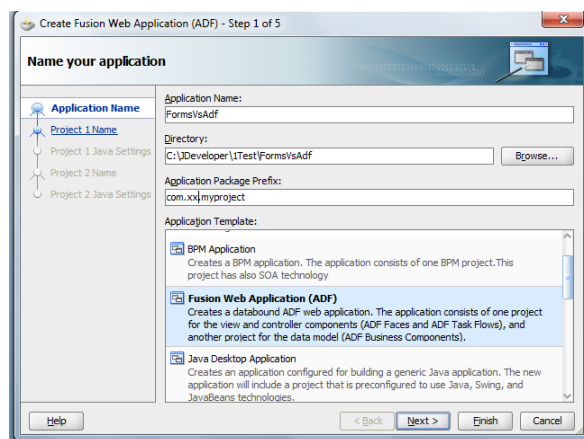 Create Fusion Web Application (ADF) - Step 1 of 5
Name your application
Application Name
Project 1 Name
Project 1 Java Settings
Project 2 Name
Project 2 Java Settings
Application Name:
FormsVsAdf
Directory:
C:\JDeveloper\1Test\FormsVsAdf
Browse...
Application Package Prefix:
com.xx.myproject
Application Template:
BPM Application
Creates a BPM application. The application consists of one BPM project.This
project has also SOA technology
Fusion Web Application (ADF)
Creates a databound ADF web application. The application consists of one project
for the view and controller components (ADF Faces and ADF Task Flows), and
another project for the data model (ADF Business Components).
Java Desktop Application
Creates an application configured for building a generic Java application. The new
application will include a project that is preconfigured to use Java, Swing, and
JavaBeans technologies.
Help
< Back
Next >
Finish
Cancel